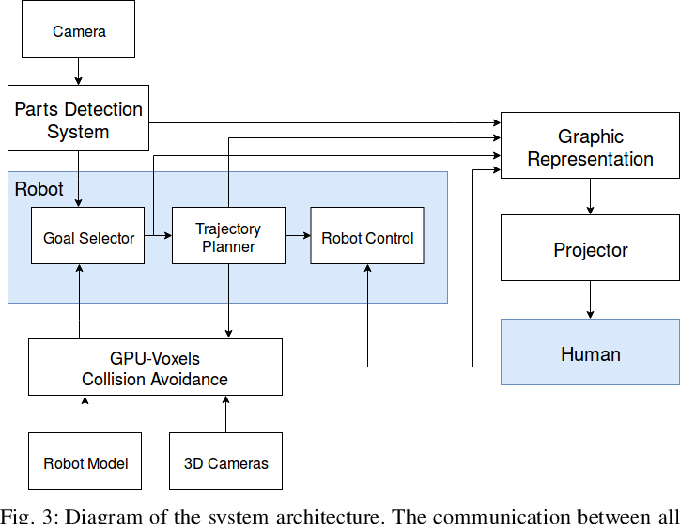 Camera
Parts Detection
System
Graphic
Representation
Robot
Goal Selector
Trajectory
Planner
Robot Control
Projector
GPU-Voxels
Collision Avoidance
Human
Robot Model
3D Cameras
Fig. 3: Diagram of the system architecture. The communication between all